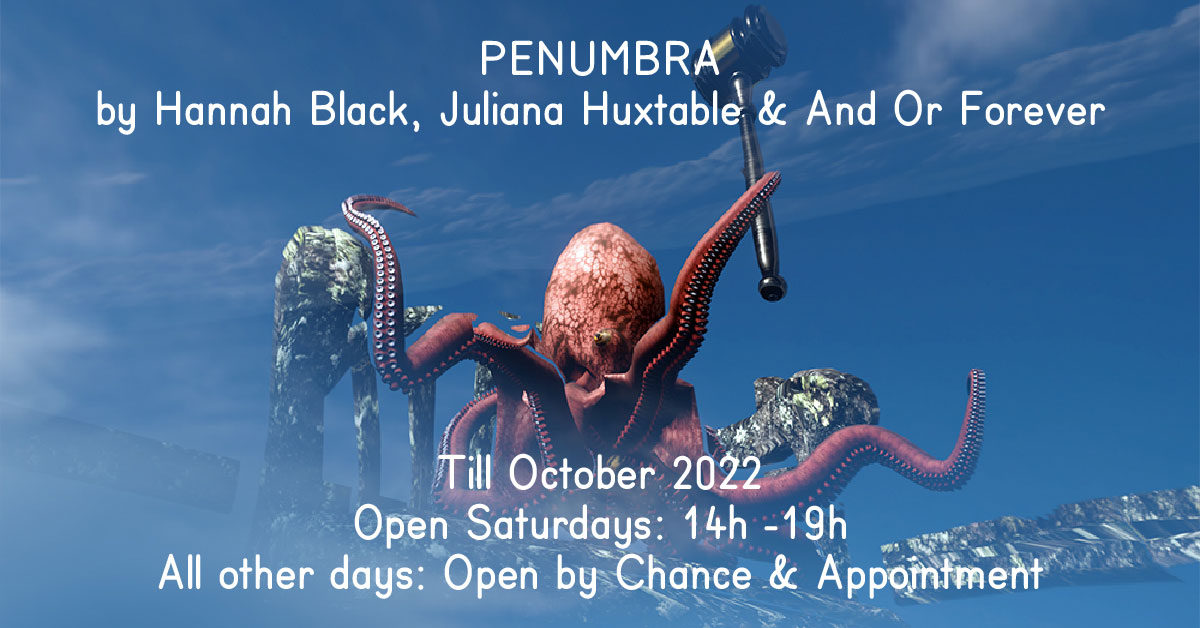 PENUMBRA
by Hannah Black, Juliana Huxtable & And Or Forever
Till October 2022
Open Saturdays: 14h -19h
All other days: Open by Chance & Appointment